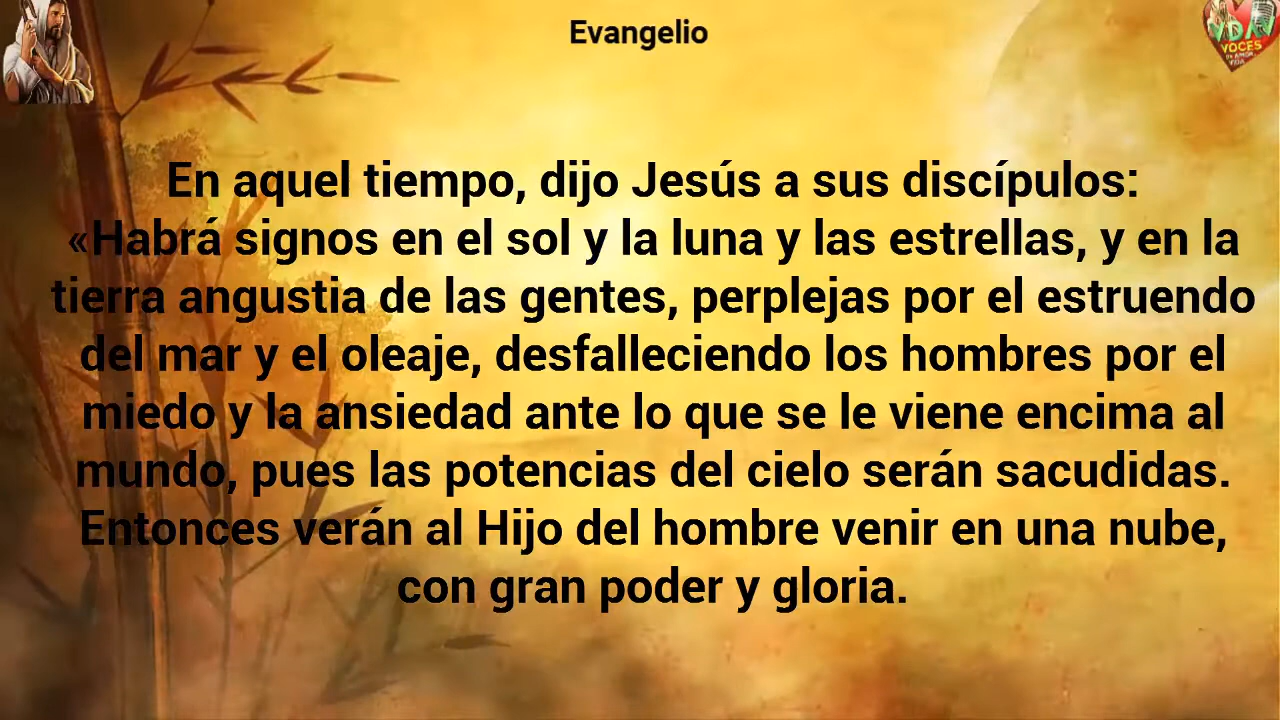 Evangelio
VOCES
En aquel tiempo, dijo Jesús a sus discípulos:
«Habrá signos en el sol y la luna y las estrellas, y en la
tierra angustia de las gentes, perplejas por el estruendo
del mar y el oleaje, desfalleciendo los hombres por el
miedo y la ansiedad ante lo que se le viene encima al
mundo, pues las potencias del cielo serán sacudidas.
Entonces verán al Hijo del hombre venir en una nube,
con gran poder y gloria.